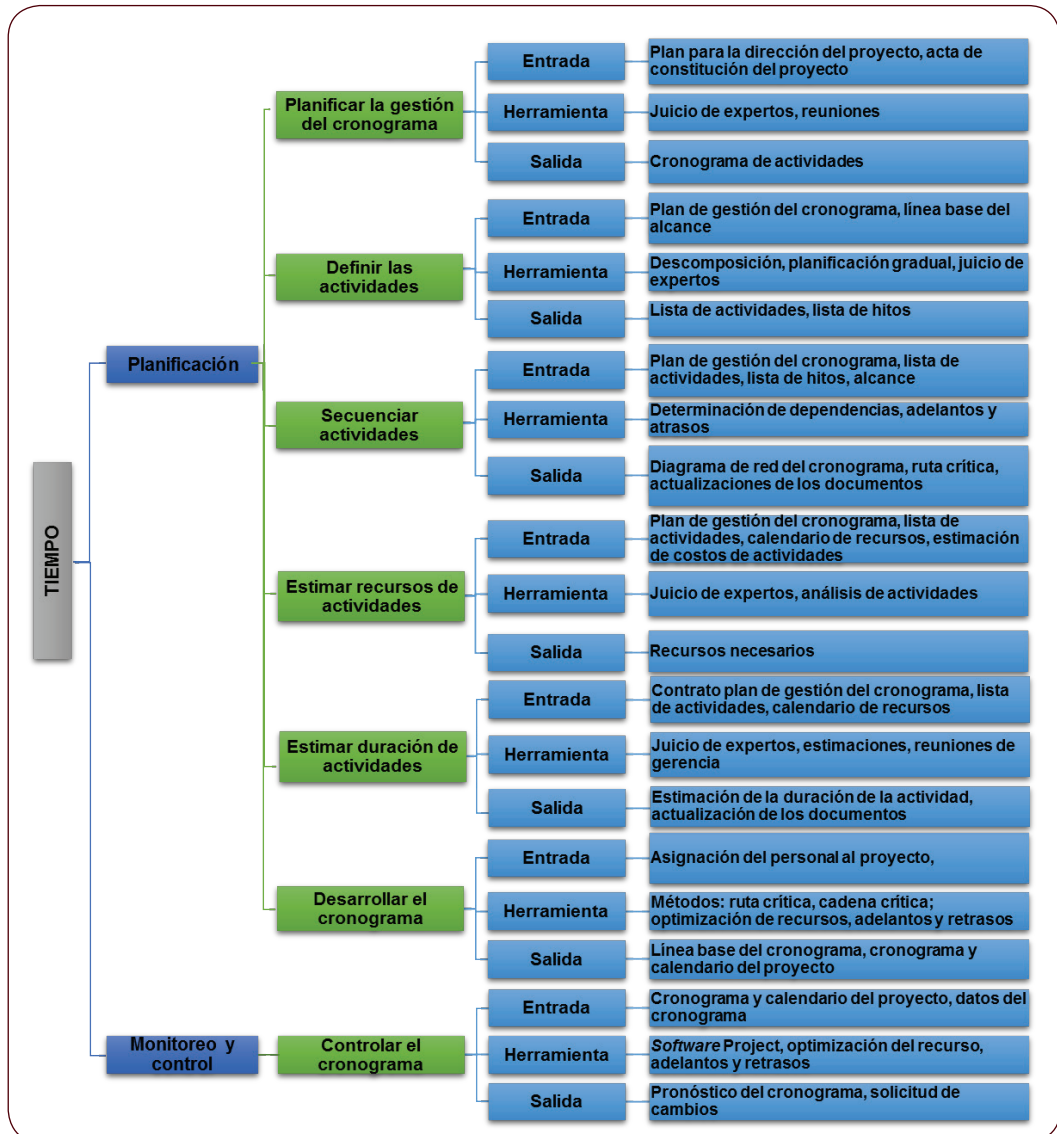 TIEMPO
Planificación
Planificar la gestión
del cronograma
Entrada
Plan para la dirección del proyecto, acta de
constitución del proyecto
Herramienta
Juicio de expertos, reuniones
Salida
Cronograma de actividades
Definir las
actividades
Entrada
Plan de gestión del cronograma, línea base del
alcance
Herramienta
Descomposición, planificación gradual, juicio de
expertos
Salida
Lista de actividades, lista de hitos
Secuenciar
actividades
Entrada
Plan de gestión del cronograma, lista de
actividades, lista de hitos, alcance
Herramienta
Determinación de dependencias, adelantos y
atrasos
Salida
Diagrama de red del cronograma, ruta crítica,
actualizaciones de los documentos
Estimar recursos de
actividades
Entrada
Plan de gestión del cronograma, lista de
actividades, calendario de recursos, estimación
de costos de actividades
Herramienta
Juicio de expertos, análisis de actividades
Salida
Recursos necesarios
Estimar duración de
actividades
Entrada
Contrato plan de gestión del cronograma, lista
de actividades, calendario de recursos
Herramienta
Juicio de expertos, estimaciones, reuniones de
gerencia
Salida
Estimación de la duración de la actividad,
actualización de los documentos
Desarrollar el
cronograma
Entrada
Asignación del personal al proyecto,
Herramienta
Métodos: ruta crítica, cadena crítica;
optimización de recursos, adelantos y retrasos
Salida
Línea base del cronograma, cronograma y
calendario del proyecto
Monitoreo y
control
Controlar el
cronograma
Entrada
Cronograma y calendario del proyecto, datos del
cronograma
Herramienta
Software Project, optimización del recurso,
adelantos y retrasos
Salida
Pronóstico del cronograma, solicitud de
cambios